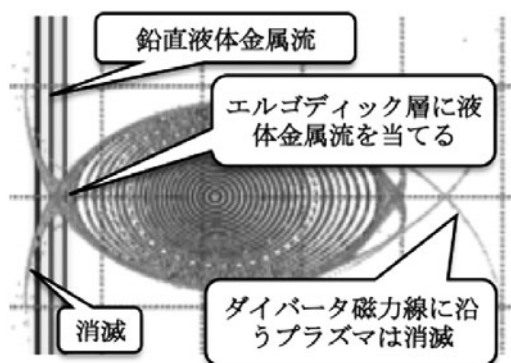 鉛直液体金属流
エルゴディック層に液
体金属流を当てる
消滅
ダイバータ磁力線に沿
うプラズマは消滅